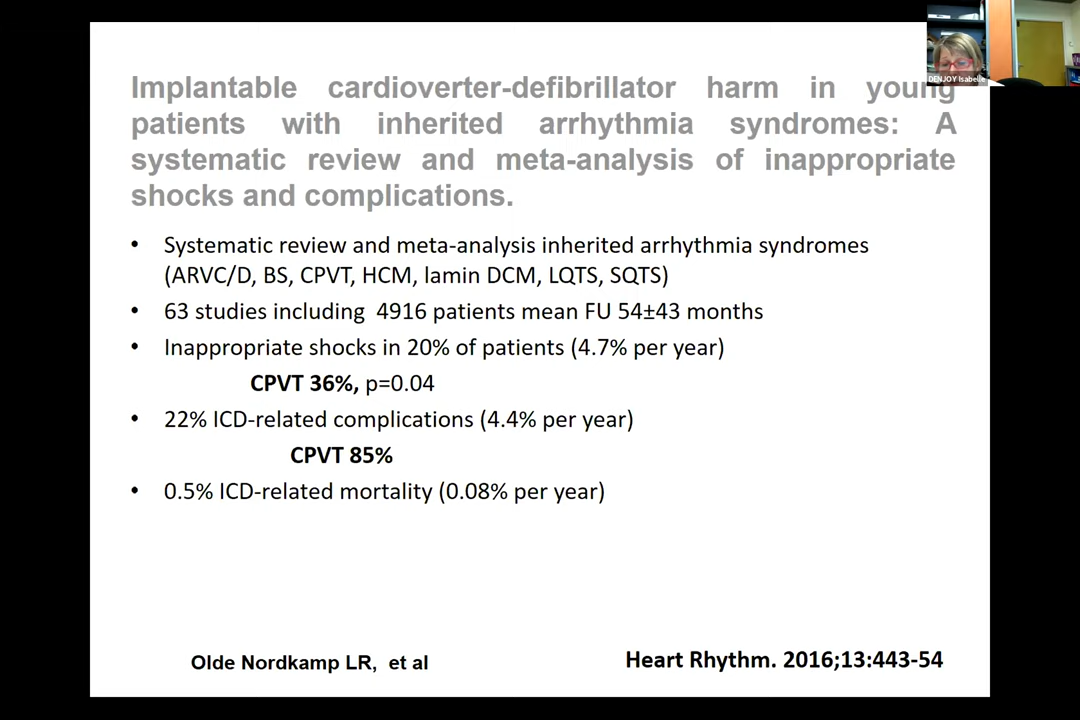 DENJOY Isabelle
Implantable cardioverter-defibrillator harm in young
patients with inherited arrhythmia syndromes: A
systematic review and meta-analysis of inappropriate
shocks and complications.
• Systematic review and meta-analysis inherited arrhythmia syndromes
(ARVC/D, BS, CPVT, HCM, lamin DCM, LQTS, SQTS)
• 63 studies including 4916 patients mean FU 54±43 months
• Inappropriate shocks in 20% of patients (4.7% per year)
CPVT 36%, p=0.04
• 22% ICD-related complications (4.4% per year)
CPVT 85%
• 0.5% ICD-related mortality (0.08% per year)
Olde Nordkamp LR, et al
Heart Rhythm. 2016;13:443-54